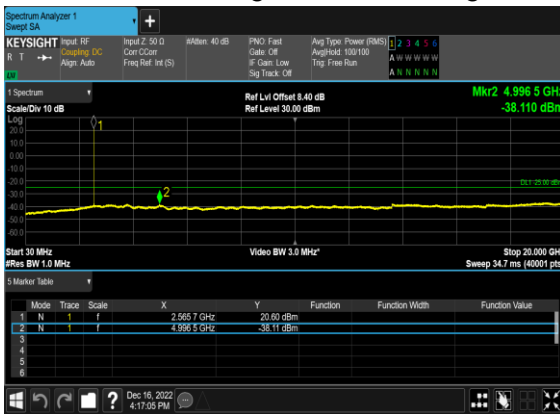 Spectrum Analyzer 1
Swept SA
KEYSIGHT
R T
LV
Input: RF
Coupling: DC
Align: Auto
Input Z: 50 Ω
Corr CCorr
Freq Ref: Int (S)
#Atten: 40 dB
PNO: Fast
Gate: Off
IF Gain: Low
Sig Track: Off
Avg Type: Power (RMS)
Avg|Hold: 100/100
Trig: Free Run
1 2 3 4 5 6
A W W W W W
A N N N N N
1 Spectrum
Scale/Div 10 dB
Ref Lvl Offset 8.40 dB
Ref Level 30.00 dBm
Mkr2 4.996 5 GHz
-38.110 dBm
Log
20.0
10.0
0.00
-10.0
-20.0
-30.0
-40.0
-50.0
-60.0
1
2
DL1 -25.00 dBm
Start 30 MHz
#Res BW 1.0 MHz
Video BW 3.0 MHz*
Stop 20.000 GH
Sweep 34.7 ms (40001 pts
5 Marker Table
Mode Trace Scale X Y Function Function Width Function Value
1 N 1 f 2.565 7 GHz 20.60 dBm
2 N 1 f 4.996 5 GHz -38.11 dBm
3
4
5
6
Dec 16, 2022
4:17:05 PM